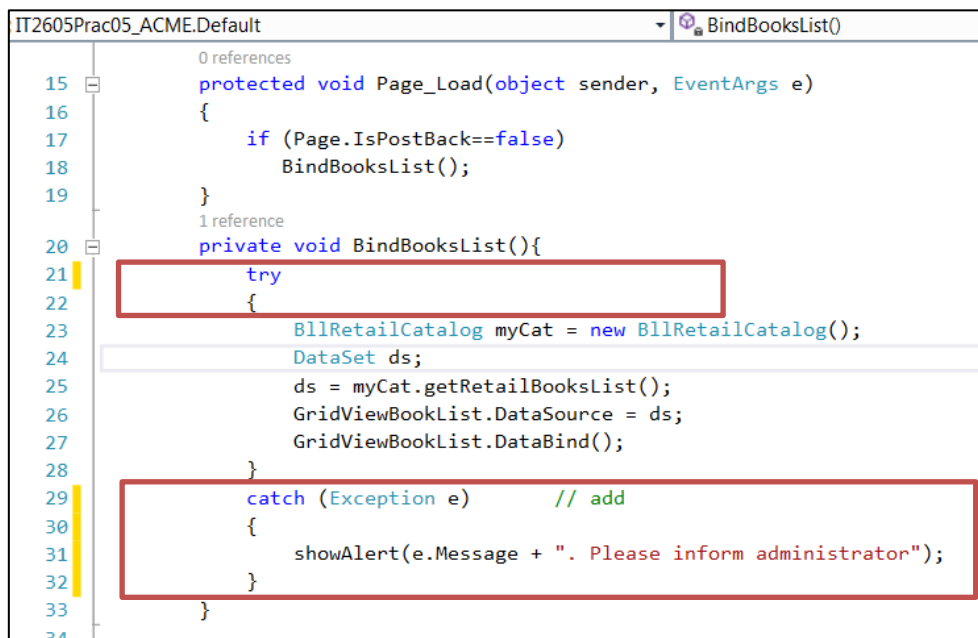 IT2605Prac05_ACME.Default BindBooksList()
0 references
15 protected void Page_Load(object sender, EventArgs e)
16 {
17 if (Page.IsPostBack==false)
18 BindBooksList();
19 }
1 reference
20 private void BindBooksList(){
21 try
22 {
23 BllRetailCatalog myCat = new BllRetailCatalog();
24 DataSet ds;
25 ds = myCat.getRetailBooksList();
26 GridViewBookList.DataSource = ds;
27 GridViewBookList.DataBind();
28 }
29 catch (Exception e) // add
30 {
31 showAlert(e.Message + ". Please inform administrator");
32 }
33 }
34